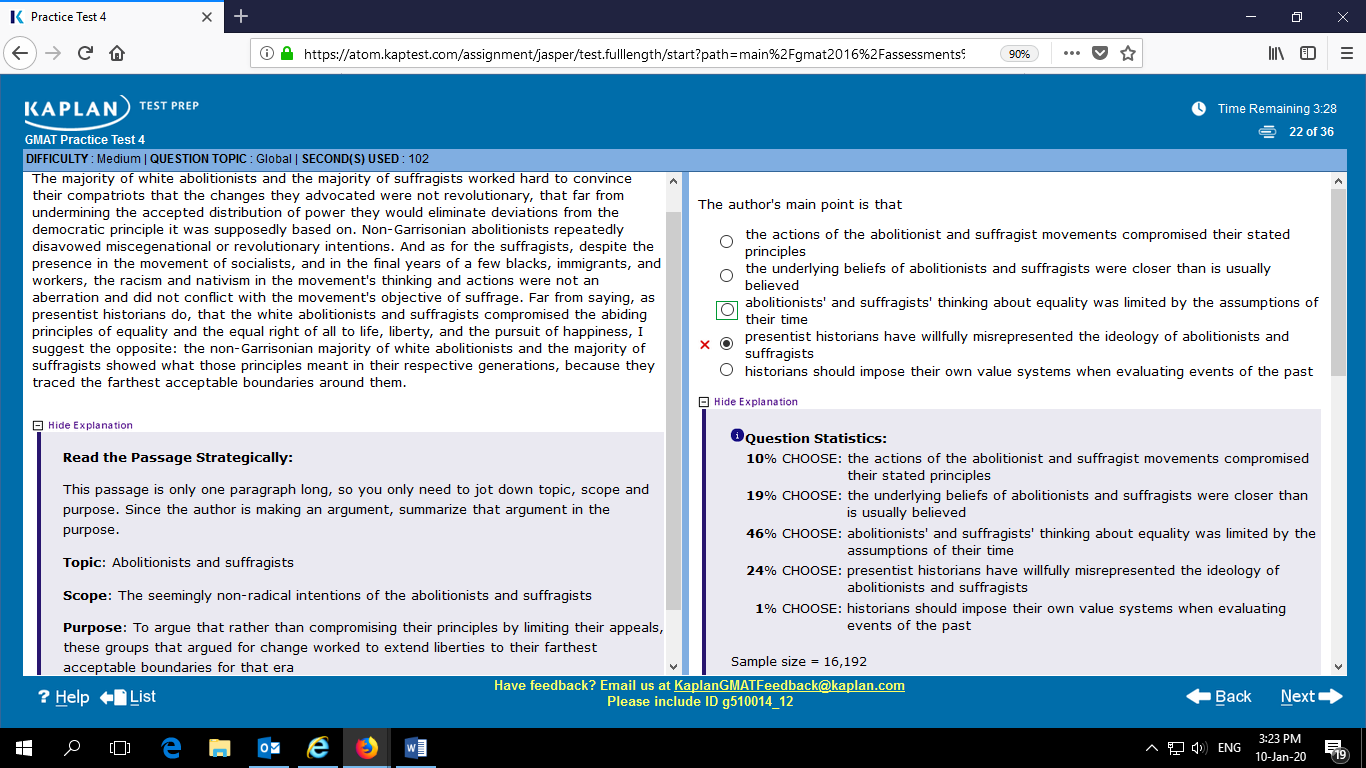 Practice Test 4
https://atom.kaptest.com/assignment/jasper/test.fulllength/start?path=main%2Fgmat2016%2Fassessments%
90%
KAPLAN TEST PREP
GMAT Practice Test 4
Time Remaining 3:28
22 of 36
DIFFICULTY : Medium | QUESTION TOPIC : Global | SECOND(S) USED : 102
The majority of white abolitionists and the majority of suffragists worked hard to convince
their compatriots that the changes they advocated were not revolutionary, that far from
undermining the accepted distribution of power they would eliminate deviations from the
democratic principle it was supposedly based on. Non-Garrisonian abolitionists repeatedly
disavowed miscegenational or revolutionary intentions. And as for the suffragists, despite the
presence in the movement of socialists, and in the final years of a few blacks, immigrants, and
workers, the racism and nativism in the movement's thinking and actions were not an
aberration and did not conflict with the movement's objective of suffrage. Far from saying, as
presentist historians do, that the white abolitionists and suffragists compromised the abiding
principles of equality and the equal right of all to life, liberty, and the pursuit of happiness, I
suggest the opposite: the non-Garrisonian majority of white abolitionists and the majority of
suffragists showed what those principles meant in their respective generations, because they
traced the farthest acceptable boundaries around them.
Hide Explanation
Read the Passage Strategically:
This passage is only one paragraph long, so you only need to jot down topic, scope and
purpose. Since the author is making an argument, summarize that argument in the
purpose.
Topic: Abolitionists and suffragists
Scope: The seemingly non-radical intentions of the abolitionists and suffragists
Purpose: To argue that rather than compromising their principles by limiting their appeals,
these groups that argued for change worked to extend liberties to their farthest
acceptable boundaries for that era
The author's main point is that
the actions of the abolitionist and suffragist movements compromised their stated
principles
the underlying beliefs of abolitionists and suffragists were closer than is usually
believed
abolitionists' and suffragists' thinking about equality was limited by the assumptions of
their time
presentist historians have willfully misrepresented the ideology of abolitionists and
suffragists
historians should impose their own value systems when evaluating events of the past
Hide Explanation
Question Statistics:
10% CHOOSE: the actions of the abolitionist and suffragist movements compromised
their stated principles
19% CHOOSE: the underlying beliefs of abolitionists and suffragists were closer than
is usually believed
46% CHOOSE: abolitionists' and suffragists' thinking about equality was limited by the
assumptions of their time
24% CHOOSE: presentist historians have willfully misrepresented the ideology of
abolitionists and suffragists
1% CHOOSE: historians should impose their own value systems when evaluating
events of the past
Sample size = 16,192
? Help
List
Have feedback? Email us at KaplanGMATFeedback@kaplan.com
Please include ID g510014_12
Back
Next
ENG
3:23 PM
10-Jan-20
19